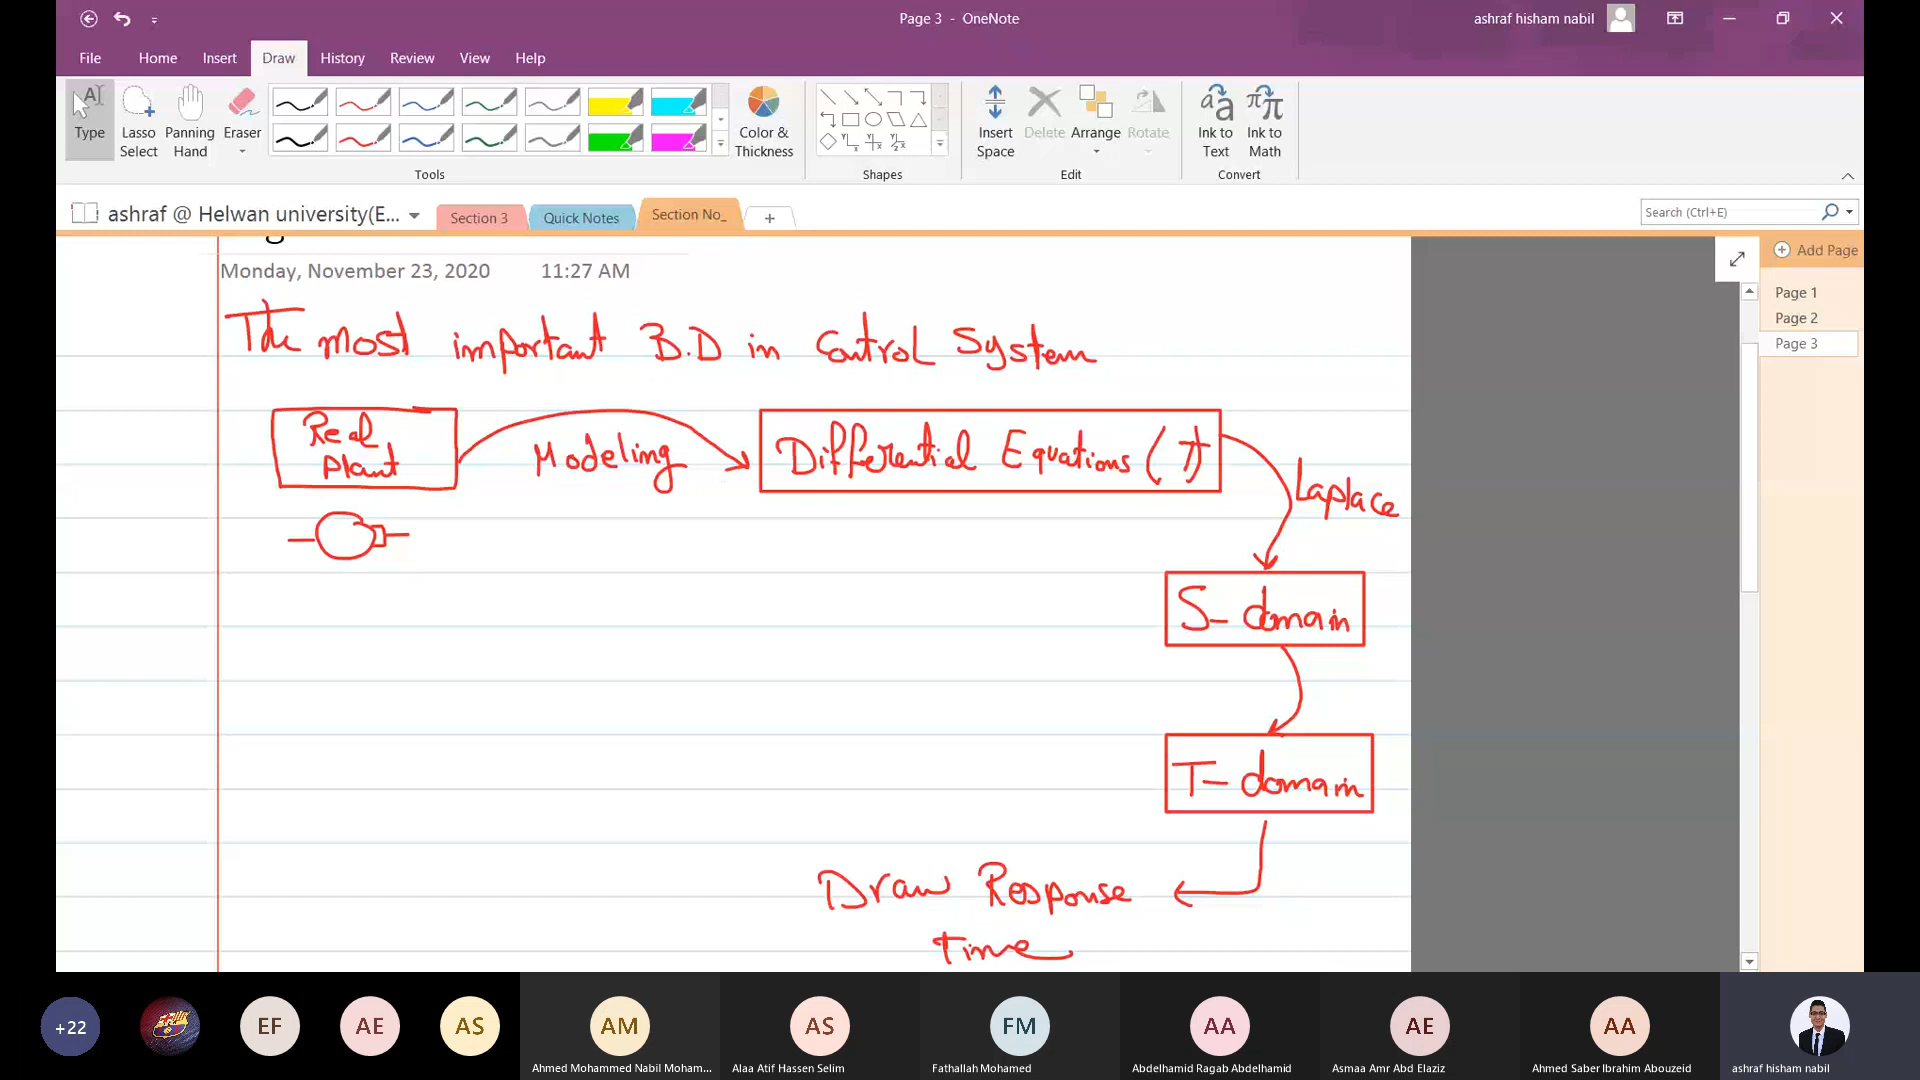 Page 3 - OneNote
ashraf hisham nabil
File Home Insert Draw History Review View Help
Type
Lasso Select
Panning Hand
Eraser
Color & Thickness
Insert Space
Delete
Arrange
Rotate
Ink to Text
Ink to Math
Tools
Shapes
Edit
Convert
ashraf @ Helwan university(E...
Section 3
Quick Notes
Section No_
Search (Ctrl+E)
Add Page
Page 1
Page 2
Page 3
Monday, November 23, 2020 11:27 AM
The most important B.D in Control System
Real
plant
Modeling
Differential Equations (
Laplace
S- domain
T- domain
Draw Response
time
+22
EF
AE
AS
AM
AS
FM
AA
AE
AA
Ahmed Mohammed Nabil Moham...
Alaa Atif Hassen Selim
Fathallah Mohamed
Abdelhamid Ragab Abdelhamid
Asmaa Amr Abd Elaziz
Ahmed Saber Ibrahim Abouzeid
ashraf hisham nabil